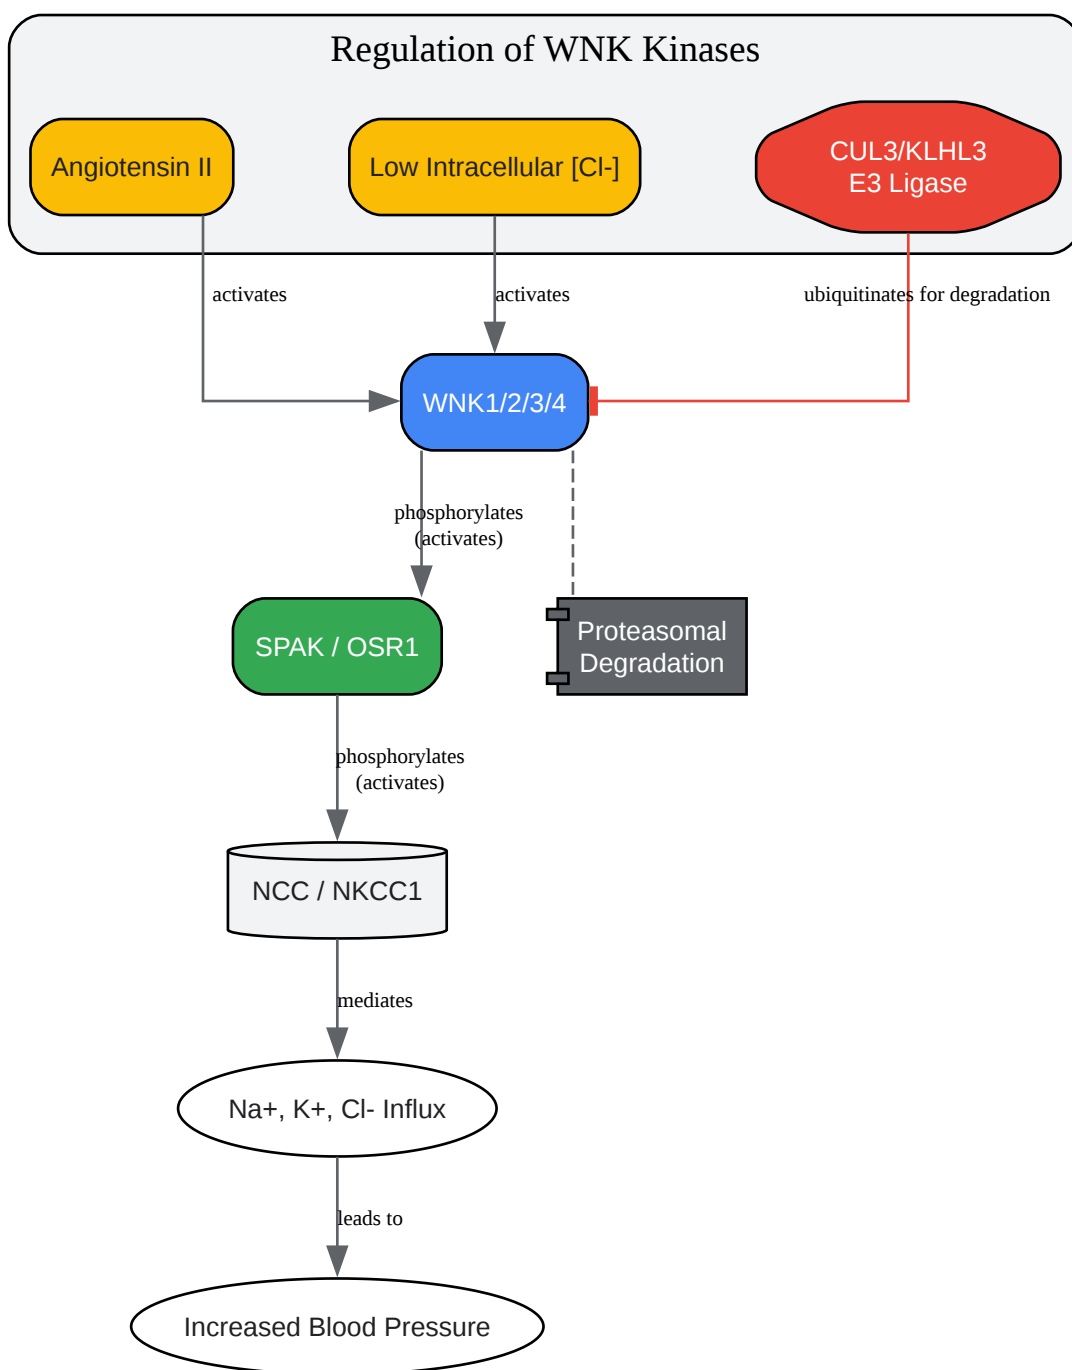 Regulation of WNK Kinases
Angiotensin II
Low Intracellular [Cl-]
CUL3/KLHL3
E3 Ligase
activates
activates
ubiquitinates for degradation
WNK1/2/3/4
phosphorylates
(activates)
SPAK / OSR1
Proteasomal
Degradation
phosphorylates
(activates)
NCC / NKCC1
mediates
Na+, K+, Cl- Influx
leads to
Increased Blood Pressure